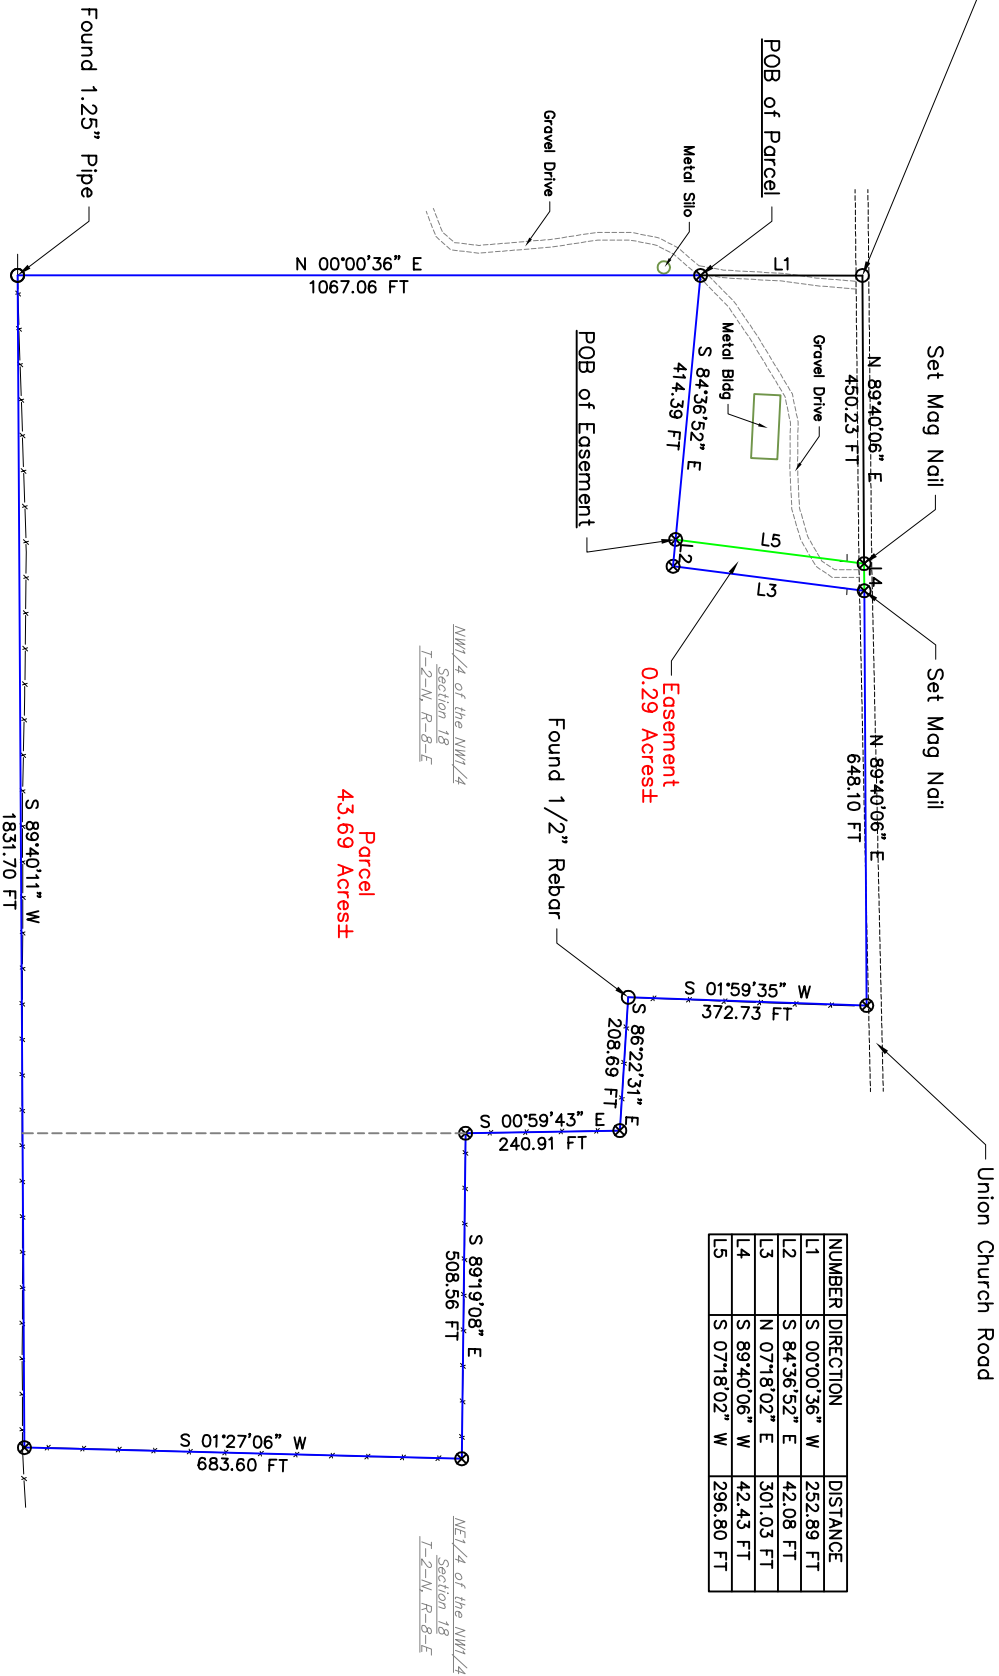 Found 1.25" Pipe
POB of Parcel
Gravel Drive
Metal Silo
N 00°00'36" E
1067.06 FT
L1
N 89°40'06" E
450.23 FT
Set Mag Nail
Gravel Drive
Metal Bldg
S 84°36'52" E
414.39 FT
POB of Easement
L5
L2
L3
L4
Set Mag Nail
Easement
0.29 Acres±
NW1/4 of the NW1/4
Section 18
T-2-N, R-8-E
N 89°40'06" E
648.10 FT
Found 1/2" Rebar
Parcel
43.69 Acres±
S 89°40'11" W
1831.70 FT
S 01°59'35" W
372.73 FT
S 86°22'31" E
208.69 FT
S 00°59'43" E
240.91 FT
Union Church Road
S 89°19'08" E
508.56 FT
S 01°27'06" W
683.60 FT
NUMBER DIRECTION DISTANCE
L1 S 00°00'36" W 252.89 FT
L2 S 84°36'52" E 42.08 FT
L3 N 07°18'02" E 301.03 FT
L4 S 89°40'06" W 42.43 FT
L5 S 07°18'02" W 296.80 FT
NE1/4 of the NW1/4
Section 18
T-2-N, R-8-E